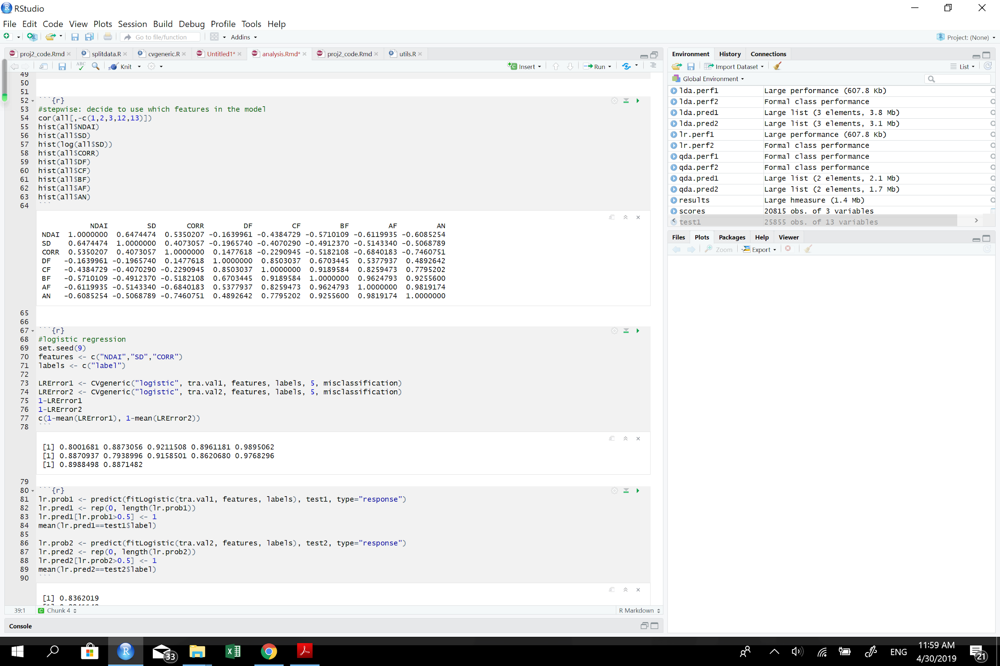 RStudio
File Edit Code View Plots Session Build Debug Profile Tools Help
Go to file/function Addins Project: (None)
proj2_code.Rmd splitdata.R cvgeneric.R Untitled1* analysis.Rmd* proj2_code.Rmd utils.R
ABC Knit Insert Run
49
50
51
52 ```{r}
53 #stepwise: decide to use which features in the model
54 cor(all[,-c(1,2,3,12,13)])
55 hist(all$NDAI)
56 hist(all$SD)
57 hist(log(all$SD))
58 hist(all$CORR)
59 hist(all$DF)
60 hist(all$CF)
61 hist(all$BF)
62 hist(all$AF)
63 hist(all$AN)
64 ```
NDAI SD CORR DF CF BF AF AN
NDAI 1.0000000 0.6474474 0.5350207 -0.1639961 -0.4384729 -0.5710109 -0.6119935 -0.6085254
SD 0.6474474 1.0000000 0.4073057 -0.1965740 -0.4070290 -0.4912370 -0.5143340 -0.5068789
CORR 0.5350207 0.4073057 1.0000000 0.1477618 -0.2290945 -0.5182108 -0.6840183 -0.7460751
DF -0.1639961 -0.1965740 0.1477618 1.0000000 0.8503037 0.6703445 0.5377937 0.4892642
CF -0.4384729 -0.4070290 -0.2290945 0.8503037 1.0000000 0.9189584 0.8259473 0.7795202
BF -0.5710109 -0.4912370 -0.5182108 0.6703445 0.9189584 1.0000000 0.9624793 0.9255600
AF -0.6119935 -0.5143340 -0.6840183 0.5377937 0.8259473 0.9624793 1.0000000 0.9819174
AN -0.6085254 -0.5068789 -0.7460751 0.4892642 0.7795202 0.9255600 0.9819174 1.0000000
65
66
67 ```{r}
68 #logistic regression
69 set.seed(9)
70 features <- c("NDAI","SD","CORR")
71 labels <- c("label")
72
73 LRError1 <- CVgeneric("logistic", tra.val1, features, labels, 5, misclassification)
74 LRError2 <- CVgeneric("logistic", tra.val2, features, labels, 5, misclassification)
75 1-LRError1
76 1-LRError2
77 c(1-mean(LRError1), 1-mean(LRError2))
78 ```
[1] 0.8001681 0.8873056 0.9211508 0.8961181 0.9895062
[1] 0.8870937 0.7938996 0.9158501 0.8620680 0.9768296
[1] 0.8988498 0.8871482
79
80 ```{r}
81 lr.prob1 <- predict(fitLogistic(tra.val1, features, labels), test1, type="response")
82 lr.pred1 <- rep(0, length(lr.prob1))
83 lr.pred1[lr.prob1>0.5] <- 1
84 mean(lr.pred1==test1$label)
85
86 lr.prob2 <- predict(fitLogistic(tra.val2, features, labels), test2, type="response")
87 lr.pred2 <- rep(0, length(lr.prob2))
88 lr.pred2[lr.prob2>0.5] <- 1
89 mean(lr.pred2==test2$label)
90 ```
[1] 0.8362019
39:1 C Chunk 4 R Markdown
Console
Environment History Connections
Import Dataset List
Global Environment
lda.perf1 Large performance (607.8 Kb)
lda.perf2 Formal class performance
lda.pred1 Large list (3 elements, 3.8 Mb)
lda.pred2 Large list (3 elements, 3.1 Mb)
lr.perf1 Large performance (607.8 Kb)
lr.perf2 Formal class performance
qda.perf1 Formal class performance
qda.perf2 Formal class performance
qda.pred1 Large list (2 elements, 2.1 Mb)
qda.pred2 Large list (2 elements, 1.7 Mb)
results Large hmeasure (1.4 Mb)
scores 20815 obs. of 3 variables
test1 25855 obs. of 13 variables
Files Plots Packages Help Viewer
Zoom Export
33
ENG
11:59 AM
4/30/2019
21